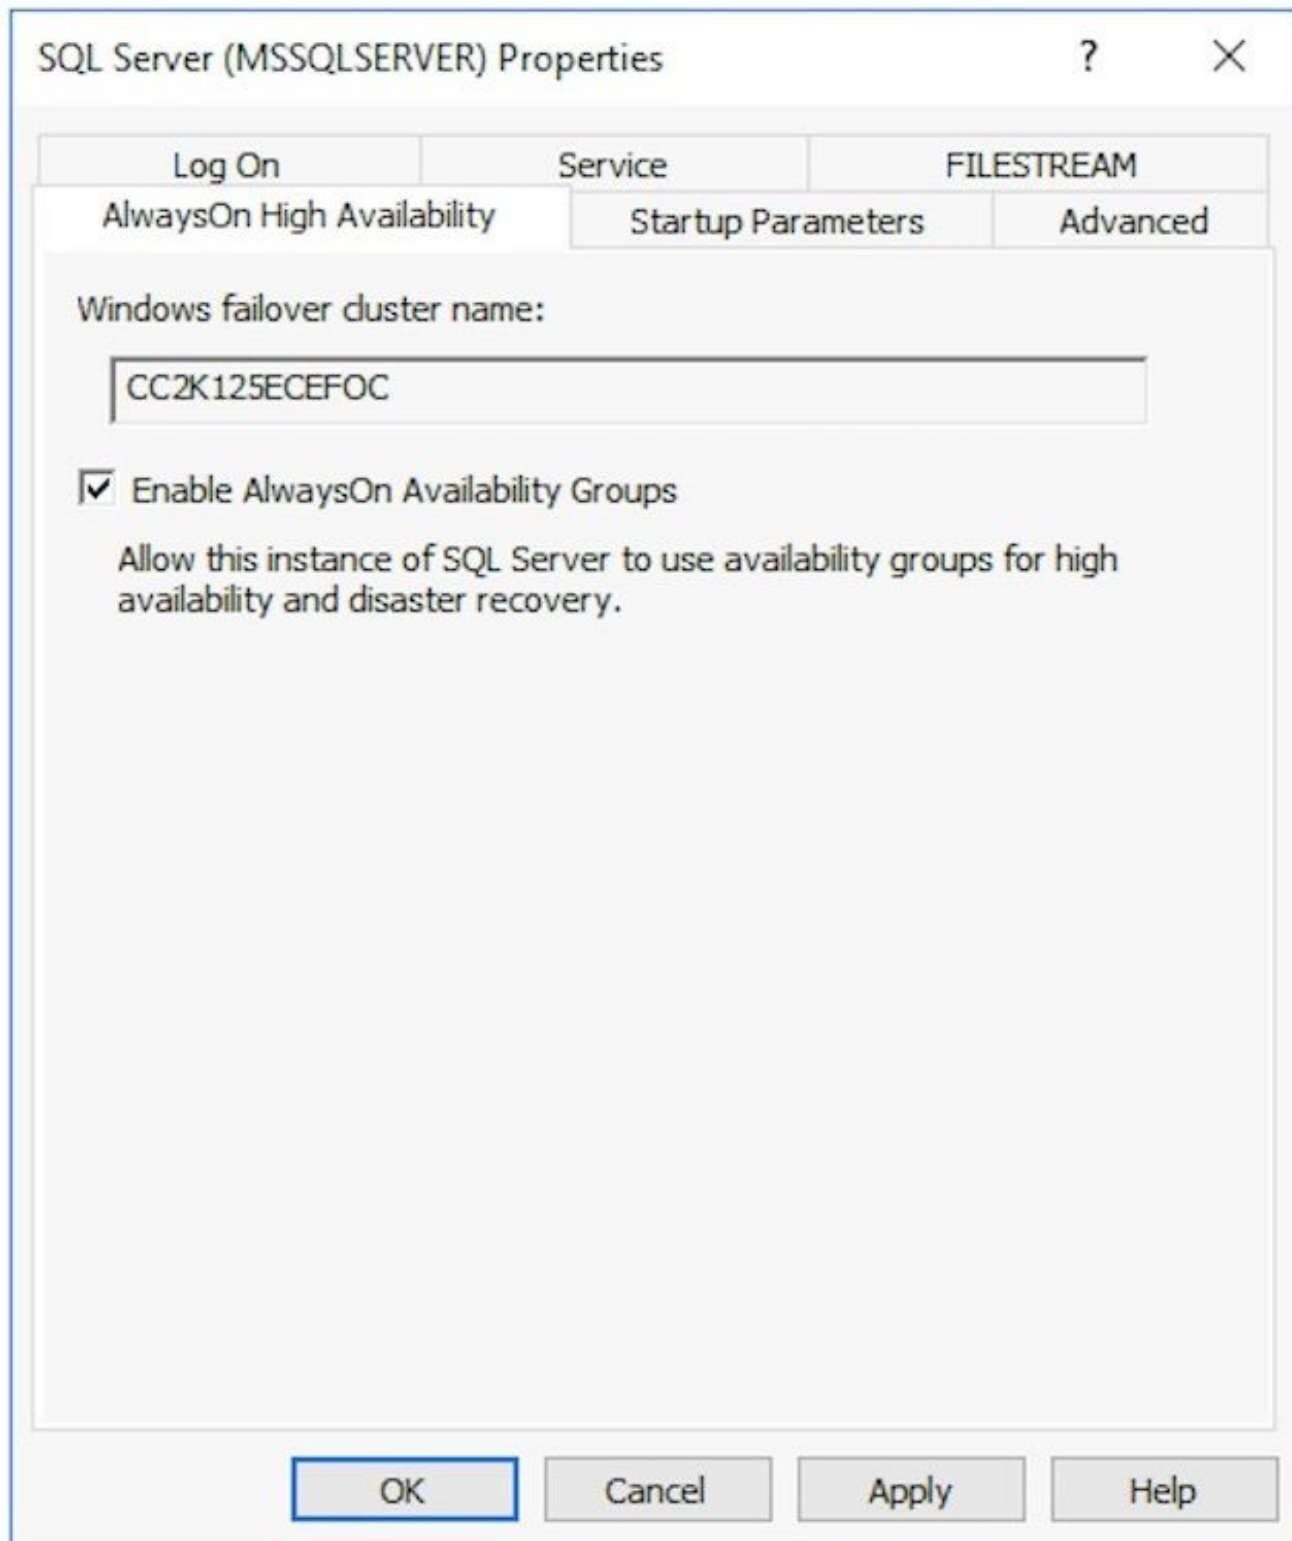 SQL Server (MSSQLSERVER) Properties
?
Log On
Service
FILESTREAM
AlwaysOn High Availability
Startup Parameters
Advanced
Windows failover cluster name:
CC2K125ECEFOC
Enable AlwaysOn Availability Groups
Allow this instance of SQL Server to use availability groups for high
availability and disaster recovery.
OK
Cancel
Apply
Help